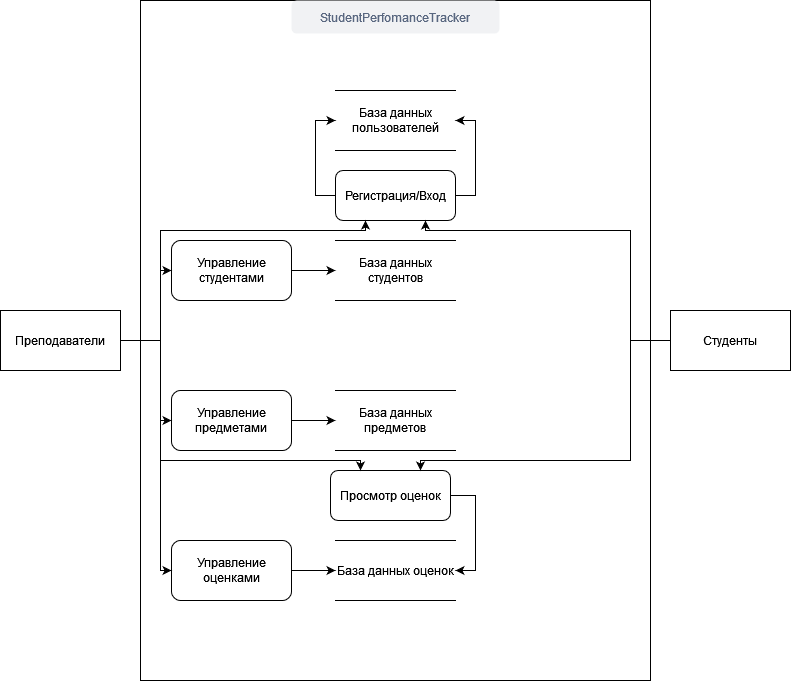 StudentPerfomanceTracker
База данных
пользователей
Регистрация/Вход
Управление
студентами
База данных
студентов
Преподаватели
Студенты
Управление
предметами
База данных
предметов
Просмотр оценок
Управление
оценками
База данных оценок